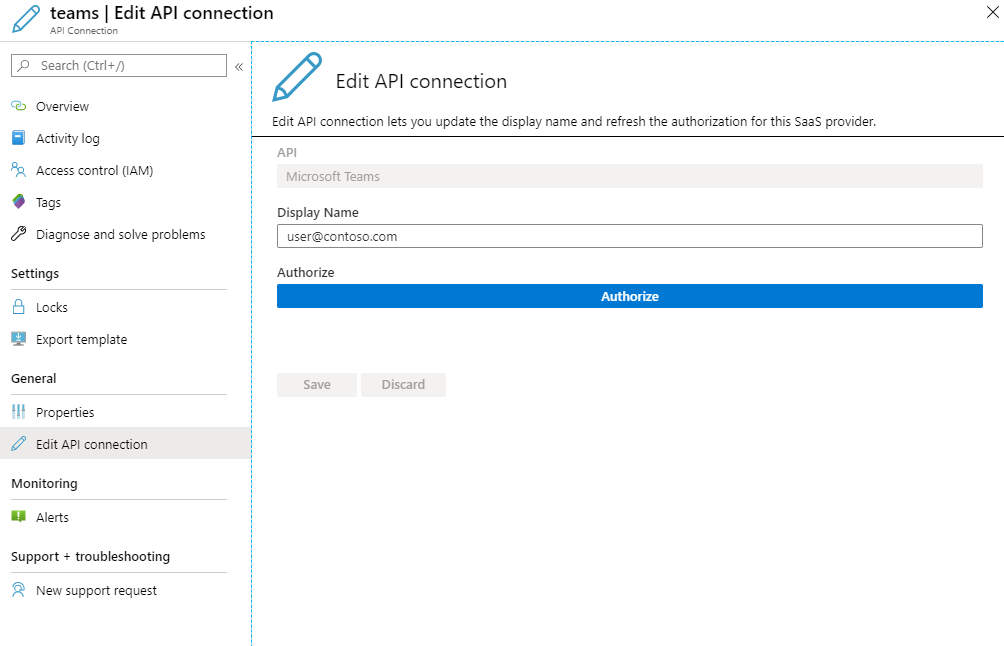 teams | Edit API connection
API Connection
Search (Ctrl+/)
«
Overview
Activity log
Access control (IAM)
Tags
Diagnose and solve problems
Settings
Locks
Export template
General
Properties
Edit API connection
Monitoring
Alerts
Support + troubleshooting
New support request
Edit API connection
Edit API connection lets you update the display name and refresh the authorization for this SaaS provider.
API
Microsoft Teams
Display Name
user@contoso.com
Authorize
Authorize
Save Discard